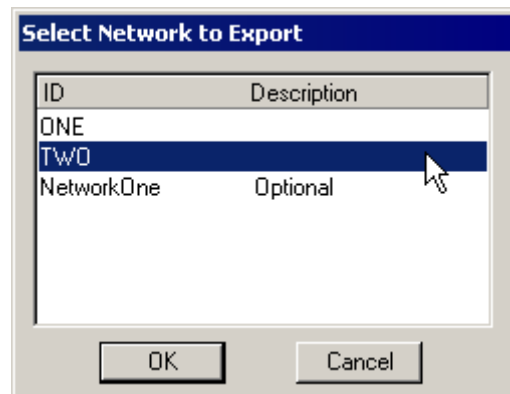 Select Network to Export
ID Description
ONE
TWO
NetworkOne Optional
OK Cancel